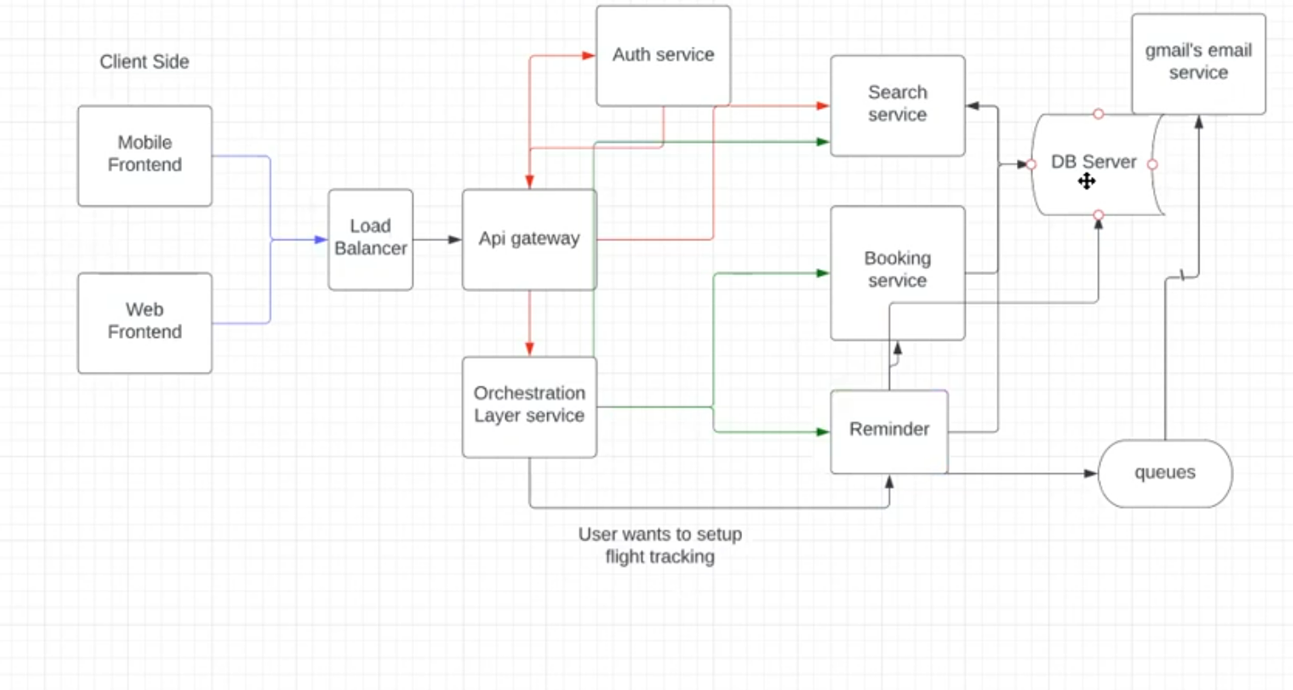 Client Side
Mobile
Frontend
Web
Frontend
Load
Balancer
Auth service
Api gateway
Orchestration
Layer service
Search
service
Booking
service
Reminder
DB Server
gmail's email
service
queues
User wants to setup
flight tracking